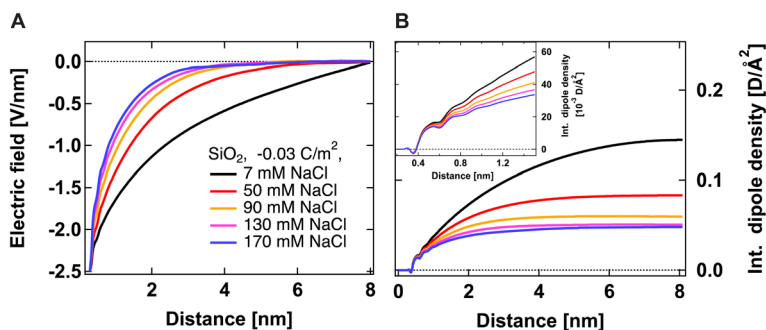 A
Electric field [V/nm]
0.0
-0.5
-1.0
-1.5
-2.0
-2.5
SiO₂, -0.03 C/m²,
7 mM NaCl
50 mM NaCl
90 mM NaCl
130 mM NaCl
170 mM NaCl
2 4 6 8
Distance [nm]
B
60
40
20
0
Int. dipole density
[10⁻³ D/Å²]
0.4 0.8 1.2
Distance [nm]
0.2
0.1
0.0
Int. dipole density [D/Å²]
0 2 4 6 8
Distance [nm]